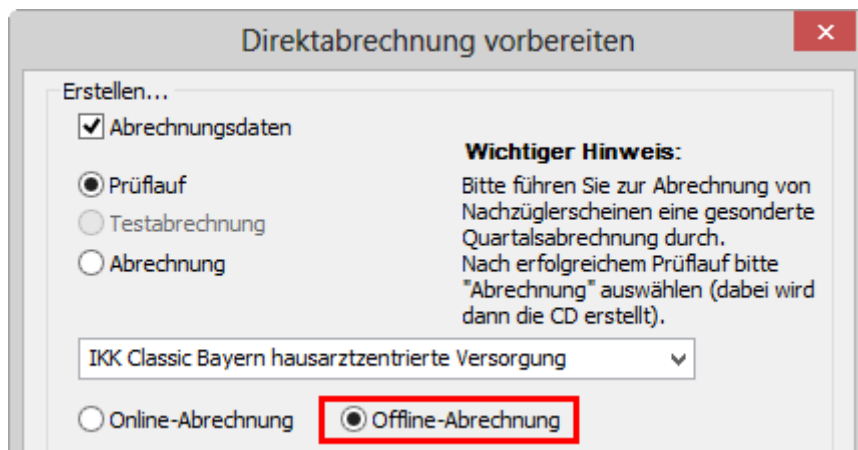 Direktabrechnung vorbereiten
Erstellen...
Abrechnungsdaten
Prüflauf
Testabrechnung
Abrechnung
Wichtiger Hinweis:
Bitte führen Sie zur Abrechnung von
Nachzüglerscheinen eine gesonderte
Quartalsabrechnung durch.
Nach erfolgreichem Prüflauf bitte
"Abrechnung" auswählen (dabei wird
dann die CD erstellt).
IKK Classic Bayern hausarztzentrierte Versorgung
Online-Abrechnung Offline-Abrechnung